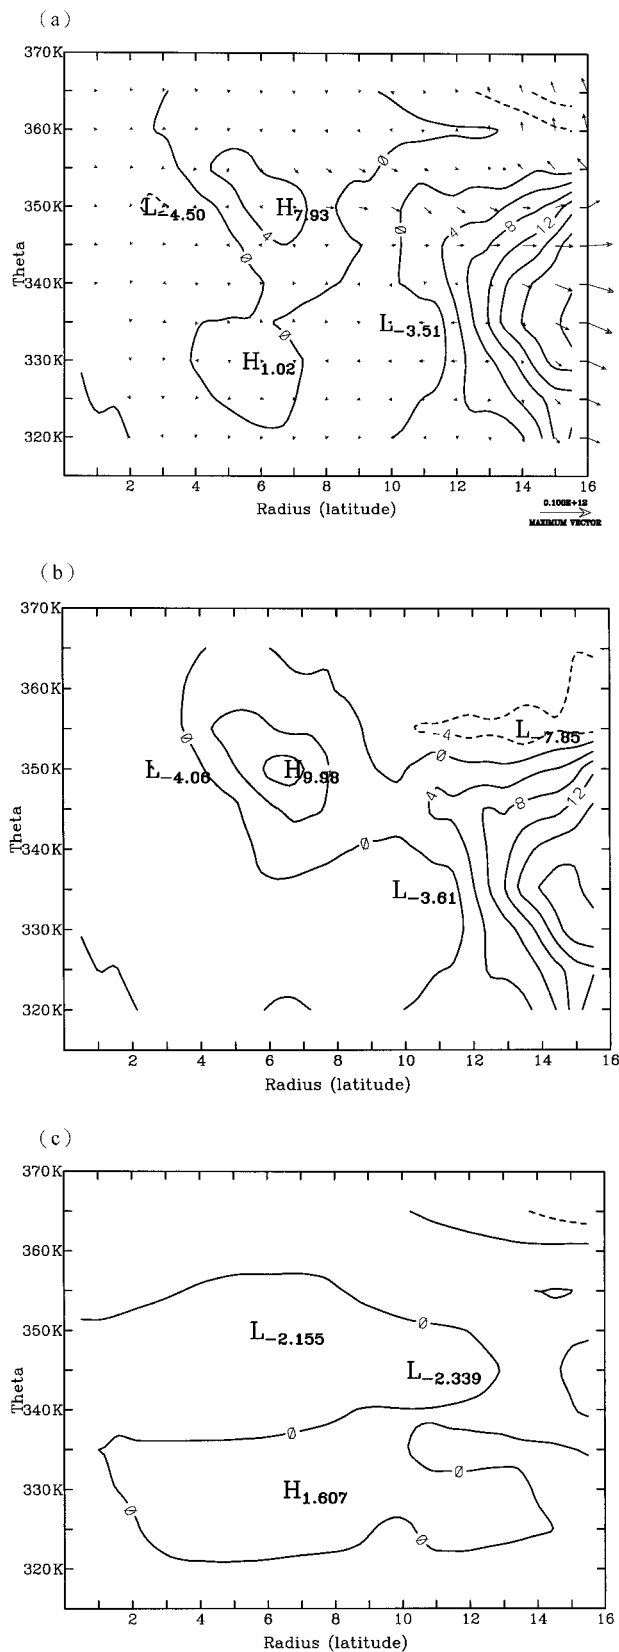 (a)
370K
360K
350K
340K
330K
320K
Theta
L-4.50
H7.93
L-3.51
H1.02
0
0
0
0
4
4
8
12
2 4 6 8 10 12 14 16
Radius (latitude)
0.100E+12
MAXIMUM VECTOR
(b)
370K
360K
350K
340K
330K
320K
Theta
L-4.06
H9.98
L-7.85
L-3.61
0
0
0
-4
4
8
12
2 4 6 8 10 12 14 16
Radius (latitude)
(c)
370K
360K
350K
340K
330K
320K
Theta
L-2.155
L-2.339
H1.607
0
0
0
0
0
2 4 6 8 10 12 14 16
Radius (latitude)